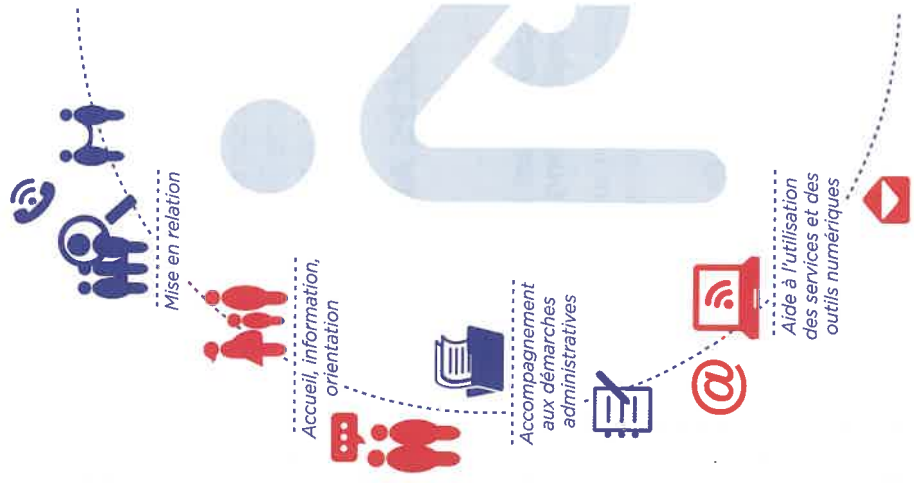 Mise en relation
Accueil, information,
orientation
Accompagnement
aux démarches
administratives
Aide à l'utilisation
des services et des
outils numériques
@